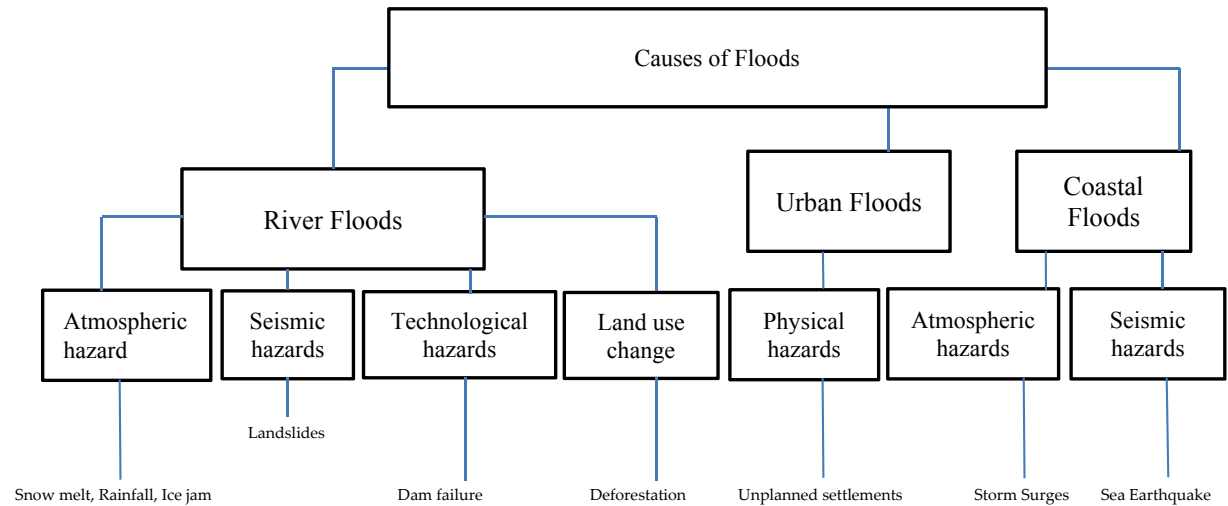 Causes of Floods
River Floods
Urban Floods
Coastal
Floods
Atmospheric
hazard
Seismic
hazards
Technological
hazards
Land use
change
Physical
hazards
Atmospheric
hazards
Seismic
hazards
Landslides
Snow melt, Rainfall, Ice jam
Dam failure
Deforestation
Unplanned settlements
Storm Surges
Sea Earthquake